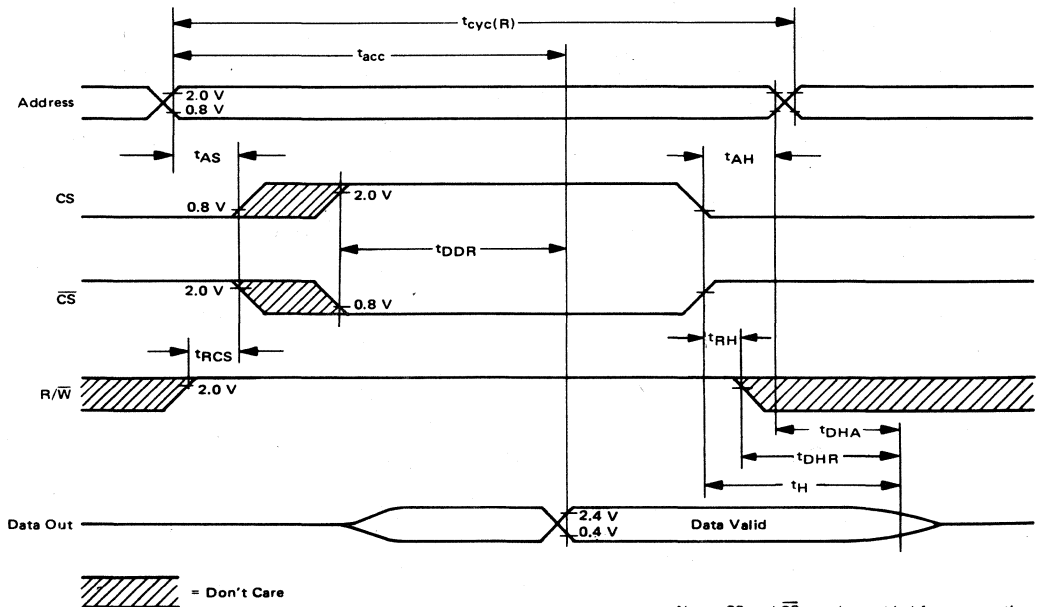 tcyc(R)
tacc
Address
2.0 V
0.8 V
tAS
tAH
CS
2.0 V
0.8 V
tDDR
C̅S̅
2.0 V
0.8 V
tRCS
tRH
R/W̅
2.0 V
tDHA
tDHR
tH
Data Out
2.4 V
Data Valid
0.4 V
= Don't Care